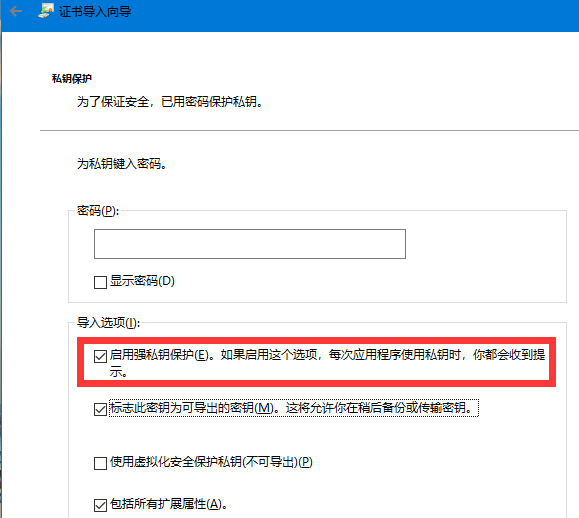 证书导入向导
私钥保护
为了保证安全，已用密码保护私钥。
为私钥键入密码。
密码(P):
显示密码(D)
导入选项(I):
启用强私钥保护(E)。如果启用这个选项，每次应用程序使用私钥时，你都会收到提
示。
标志此密钥为可导出的密钥(M)。这将允许你在稍后备份或传输密钥。
使用虚拟化安全保护私钥(不可导出)(P)
包括所有扩展属性(A)。